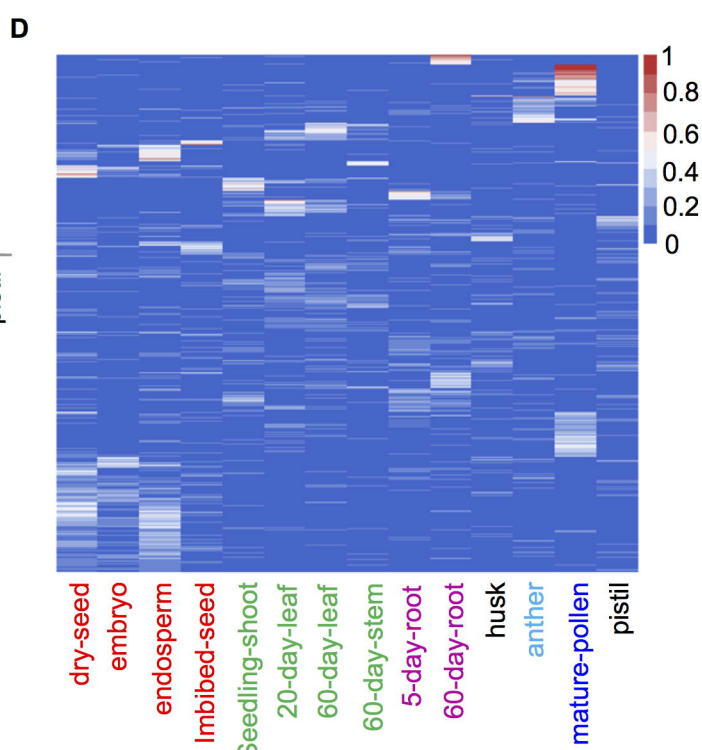 D
1
0.8
0.6
0.4
0.2
0
dry-seed
embryo
endosperm
Imbibed-seed
Seedling-shoot
20-day-leaf
60-day-leaf
60-day-stem
5-day-root
60-day-root
husk
anther
mature-pollen
pistil